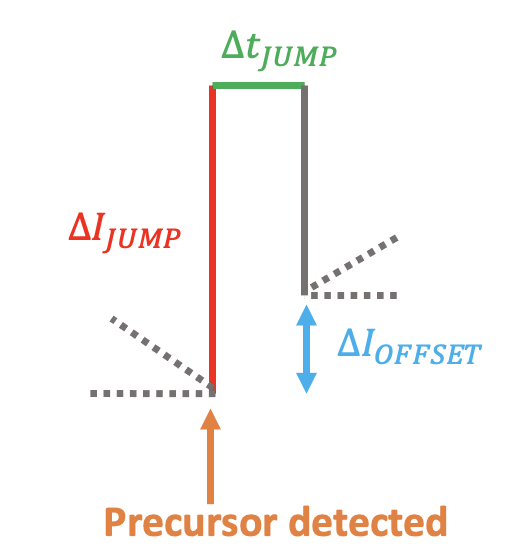 Δt_JUMP
ΔI_JUMP
ΔI_OFFSET
Precursor detected